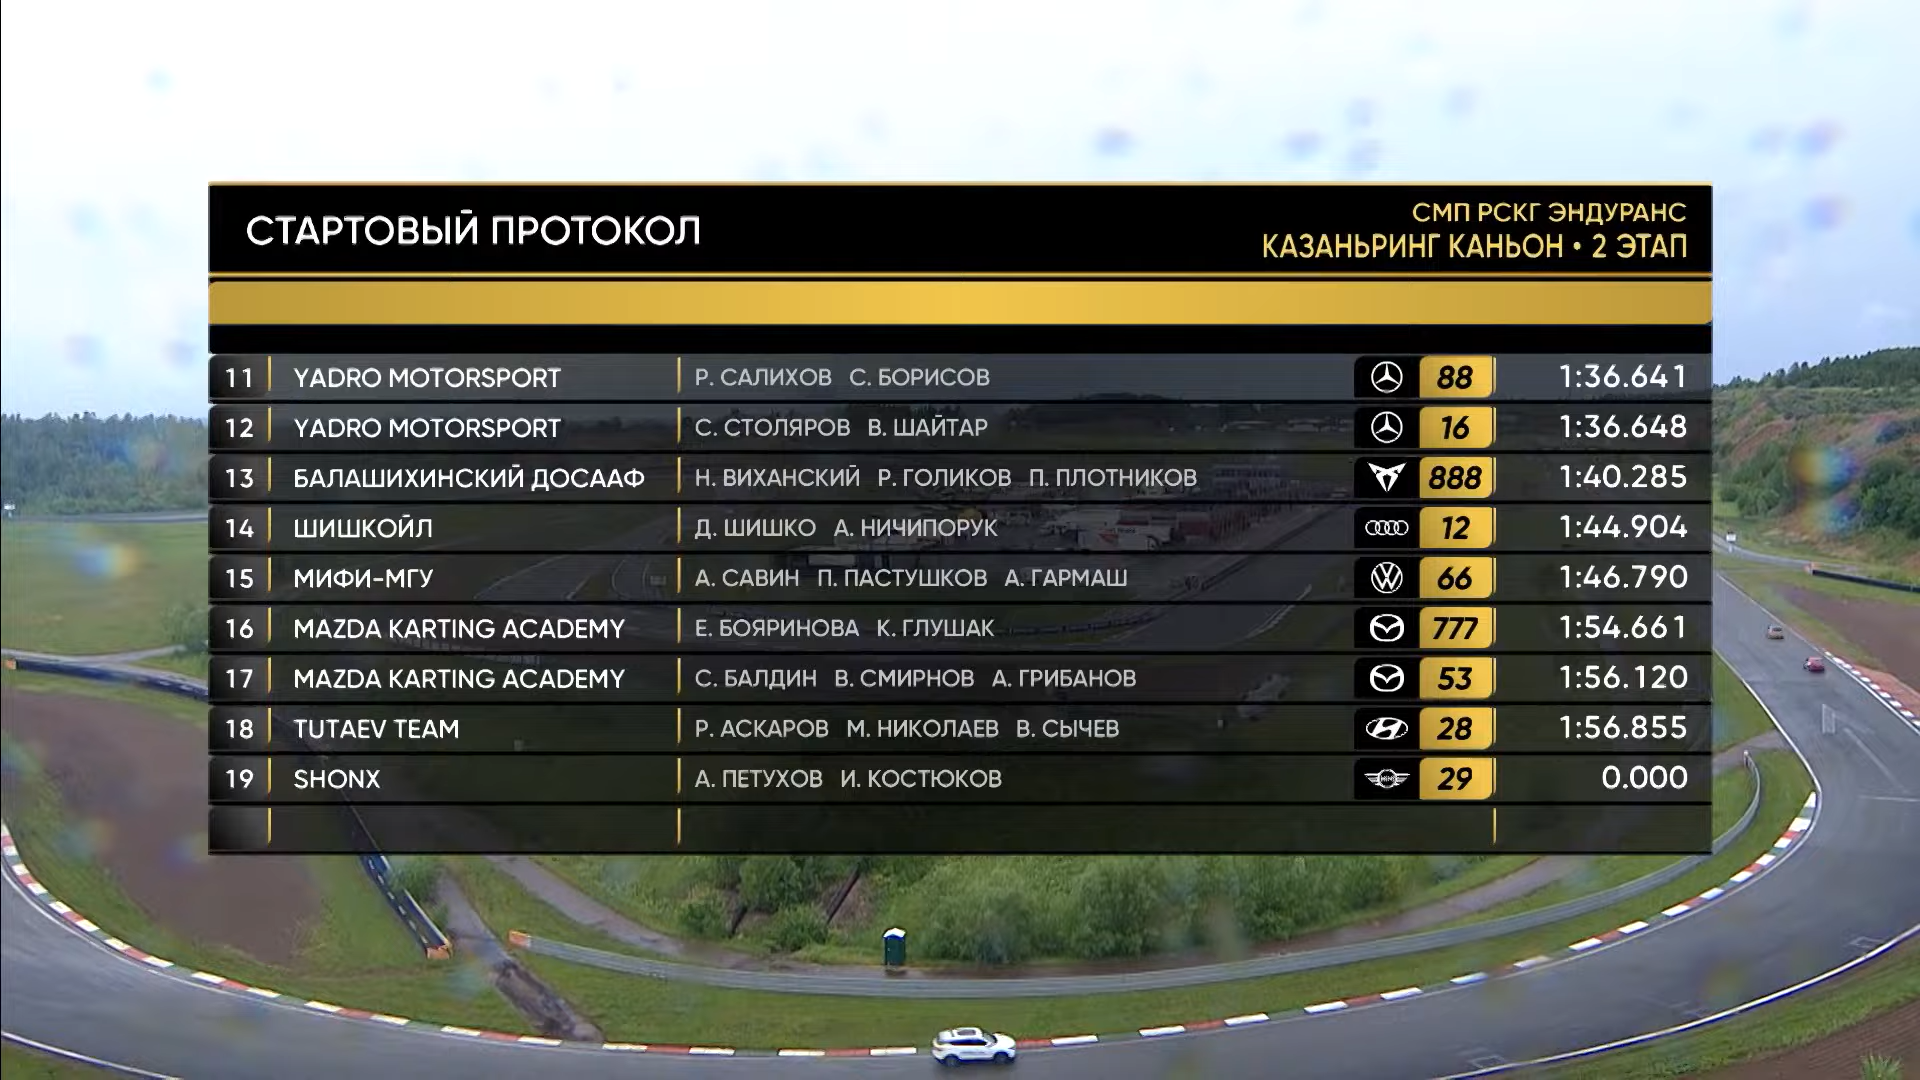 СТАРТОВЫЙ ПРОТОКОЛ
СМП РСКГ ЭНДУРАНС
КАЗАНЬРИНГ КАНЬОН • 2 ЭТАП
11 YADRO MOTORSPORT Р. САЛИХОВ С. БОРИСОВ 88 1:36.641
12 YADRO MOTORSPORT С. СТОЛЯРОВ В. ШАЙТАР 16 1:36.648
13 БАЛАШИХИНСКИЙ ДОСААФ Н. ВИХАНСКИЙ Р. ГОЛИКОВ П. ПЛОТНИКОВ 888 1:40.285
14 ШИШКОЙЛ Д. ШИШКО А. НИЧИПОРУК 12 1:44.904
15 МИФИ-МГУ А. САВИН П. ПАСТУШКОВ А. ГАРМАШ 66 1:46.790
16 MAZDA KARTING ACADEMY Е. БОЯРИНОВА К. ГЛУШАК 777 1:54.661
17 MAZDA KARTING ACADEMY С. БАЛДИН В. СМИРНОВ А. ГРИБАНОВ 53 1:56.120
18 TUTAEV TEAM Р. АСКАРОВ М. НИКОЛАЕВ В. СЫЧЕВ 28 1:56.855
19 SHONX А. ПЕТУХОВ И. КОСТЮКОВ 29 0.000